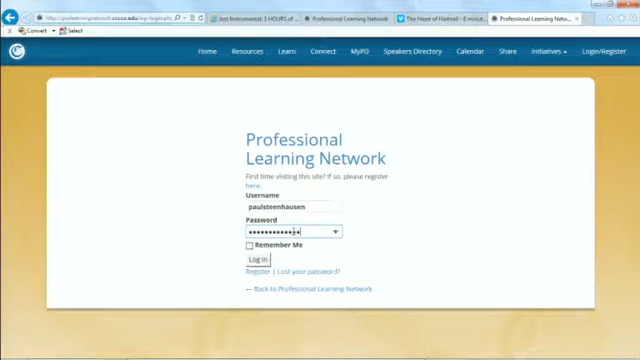 Jazz Instrumental: 3 HOURS of
Professional Learning Network
The Heart of Hartnell - 6 minute
Professional Learning Netw...
Convert
Select
Home
Resources
Learn
Connect
MyPD
Speakers Directory
Calendar
Share
Initiatives
Login/Register
Professional
Learning Network
First time visiting this site? If so, please register
here.
Username
paulsteenhausen
Password
Remember Me
Log in
Register | Lost your password?
← Back to Professional Learning Network